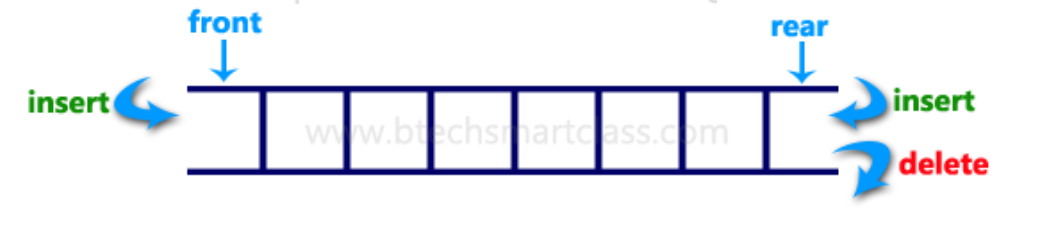 front
rear
insert
insert
www.btechsmartclass.com
delete